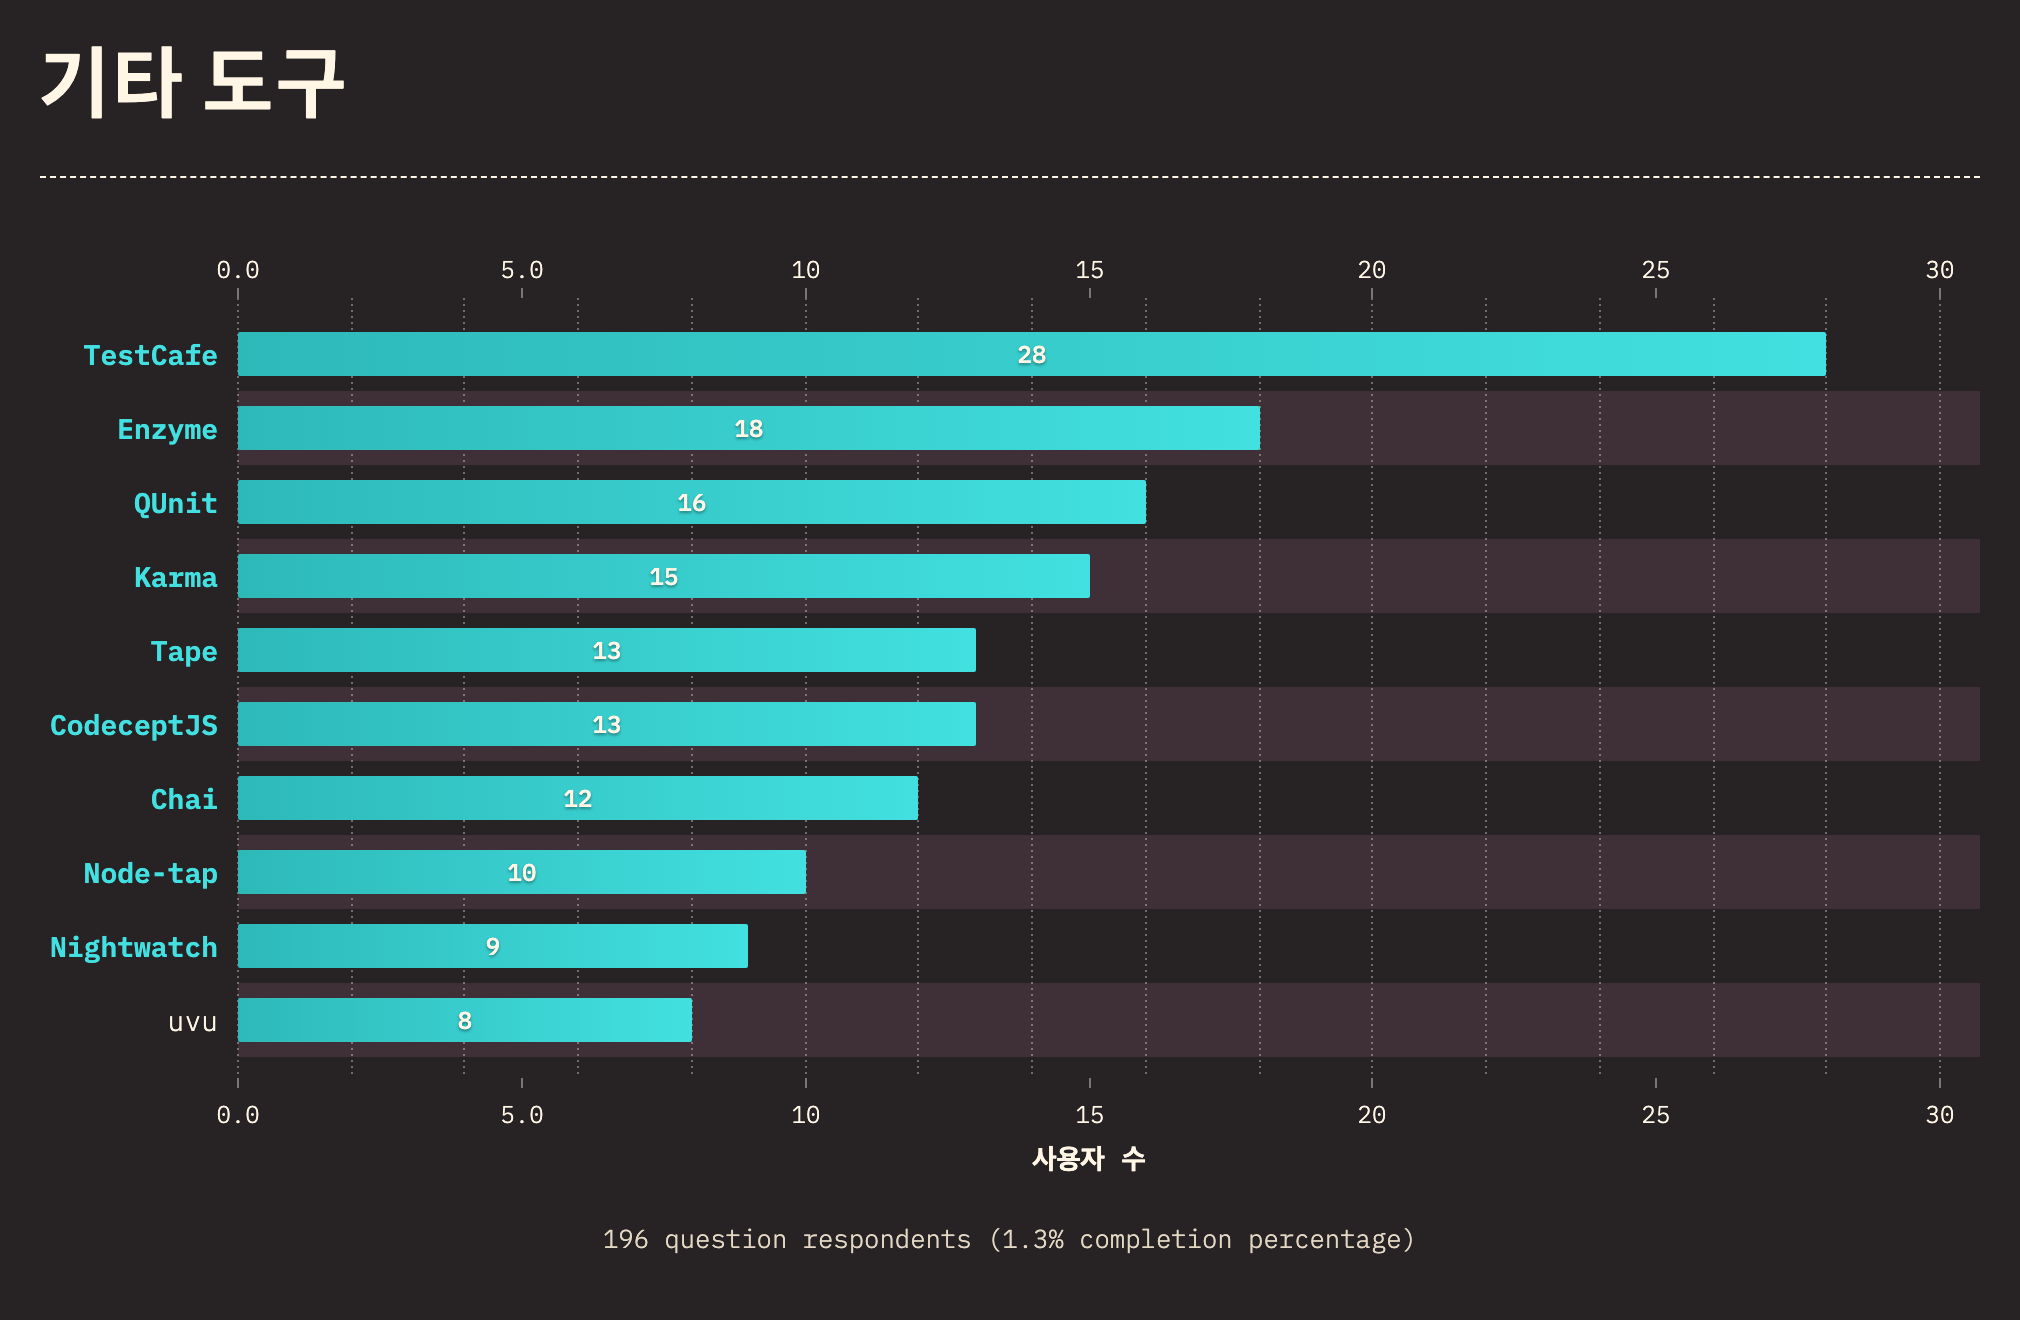 기타 도구
0.0 5.0 10 15 20 25 30
TestCafe 28
Enzyme 18
QUnit 16
Karma 15
Tape 13
CodeceptJS 13
Chai 12
Node-tap 10
Nightwatch 9
uvu 8
0.0 5.0 10 15 20 25 30
사용자 수
196 question respondents (1.3% completion percentage)